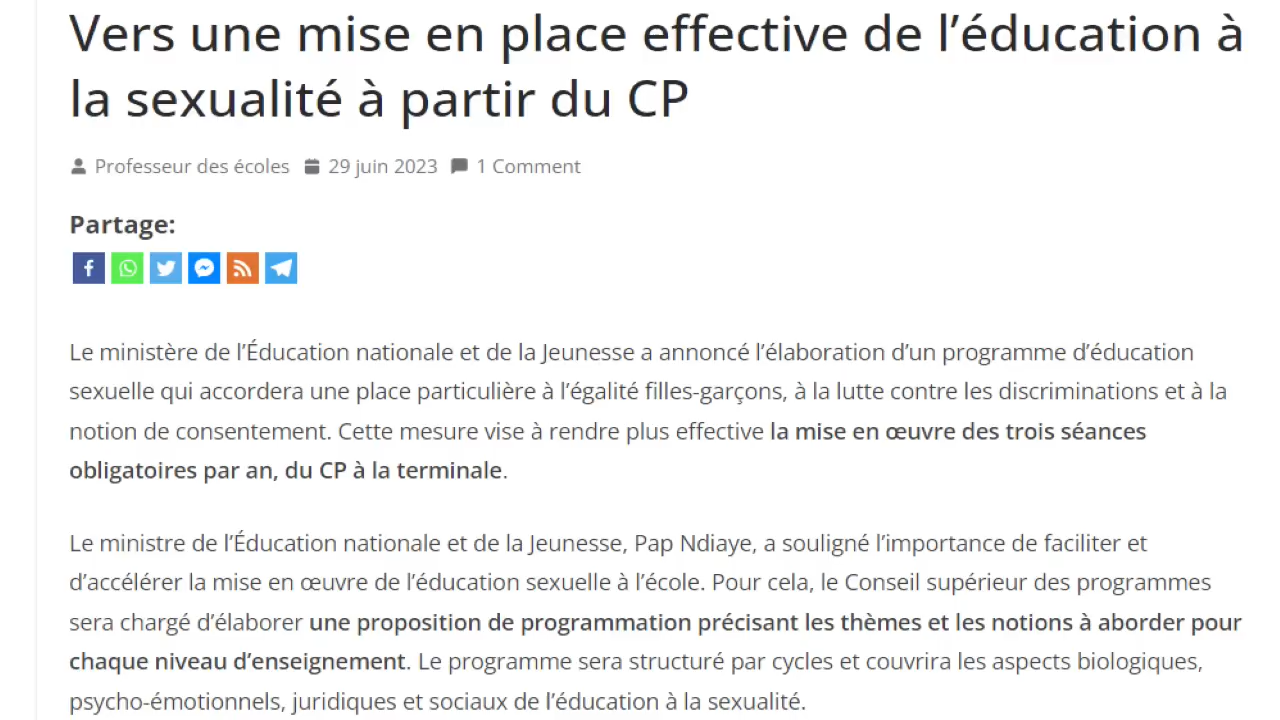 Vers une mise en place effective de l’éducation à
la sexualité à partir du CP
Professeur des écoles 29 juin 2023 1 Comment
Partage:
Le ministère de l’Éducation nationale et de la Jeunesse a annoncé l’élaboration d’un programme d’éducation
sexuelle qui accordera une place particulière à l’égalité filles-garçons, à la lutte contre les discriminations et à la
notion de consentement. Cette mesure vise à rendre plus effective la mise en œuvre des trois séances
obligatoires par an, du CP à la terminale.
Le ministre de l’Éducation nationale et de la Jeunesse, Pap Ndiaye, a souligné l’importance de faciliter et
d’accélérer la mise en œuvre de l’éducation sexuelle à l’école. Pour cela, le Conseil supérieur des programmes
sera chargé d’élaborer une proposition de programmation précisant les thèmes et les notions à aborder pour
chaque niveau d’enseignement. Le programme sera structuré par cycles et couvrira les aspects biologiques,
psycho-émotionnels, juridiques et sociaux de l’éducation à la sexualité.